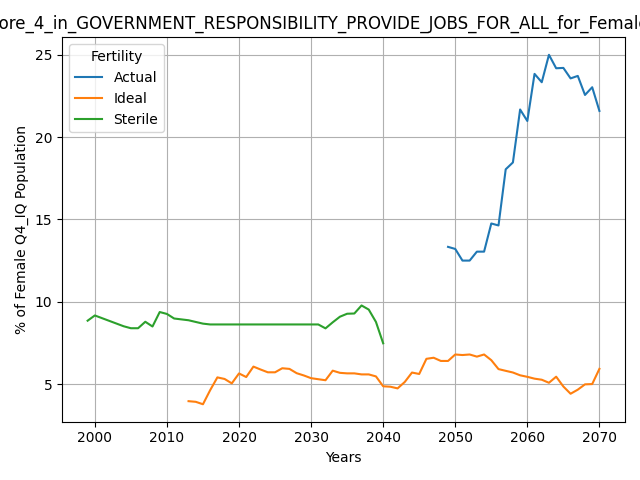 ore_4_in_GOVERNMENT_RESPONSIBILITY_PROVIDE_JOBS_FOR_ALL_for_Female
Fertility
Actual
Ideal
Sterile
25
20
15
10
5
% of Female Q4_IQ Population
2000
2010
2020
2030
2040
2050
2060
2070
Years